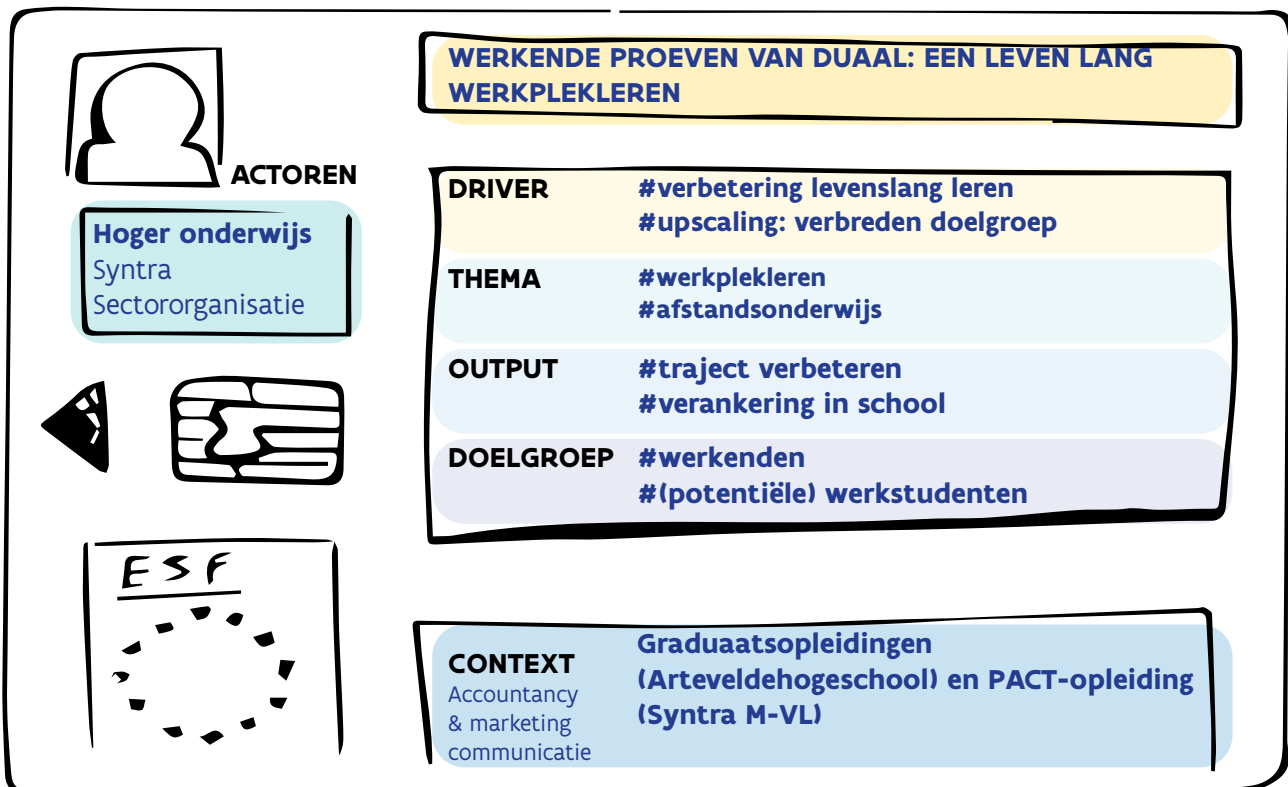 WERKENDE PROEVEN VAN DUAAL: EEN LEVEN LANG
WERKPLEKLEREN
ACTOREN
Hoger onderwijs
Syntra
Sectororganisatie
DRIVER #verbetering levenslang leren
#upscaling: verbreden doelgroep
THEMA #werkplekleren
#afstandsonderwijs
OUTPUT #traject verbeteren
#verankering in school
DOELGROEP #werkenden
#(potentiële) werkstudenten
ESF
CONTEXT
Accountancy
& marketing
communicatie
Graduaatsopleidingen
(Arteveldehogeschool) en PACT-opleiding
(Syntra M-VL)